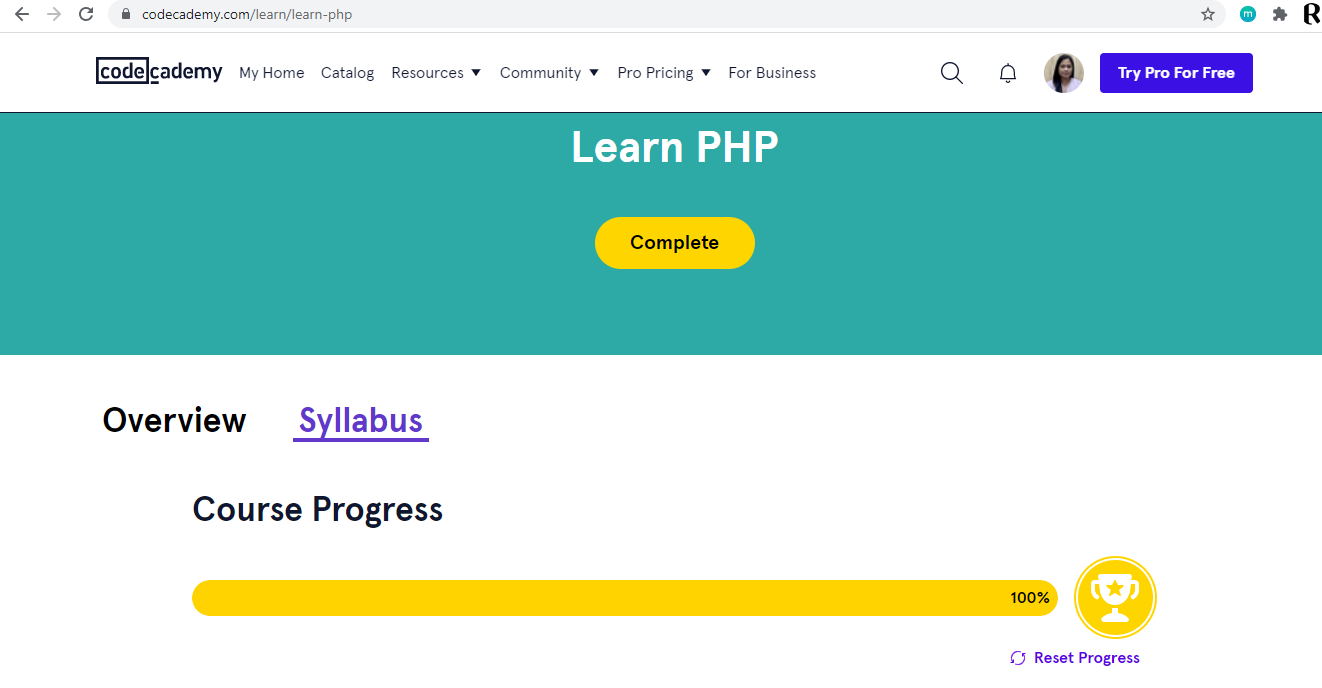 codecademy.com/learn/learn-php
m
R
codecademy My Home Catalog Resources Community Pro Pricing For Business Try Pro For Free
Learn PHP
Complete
Overview Syllabus
Course Progress
100%
Reset Progress